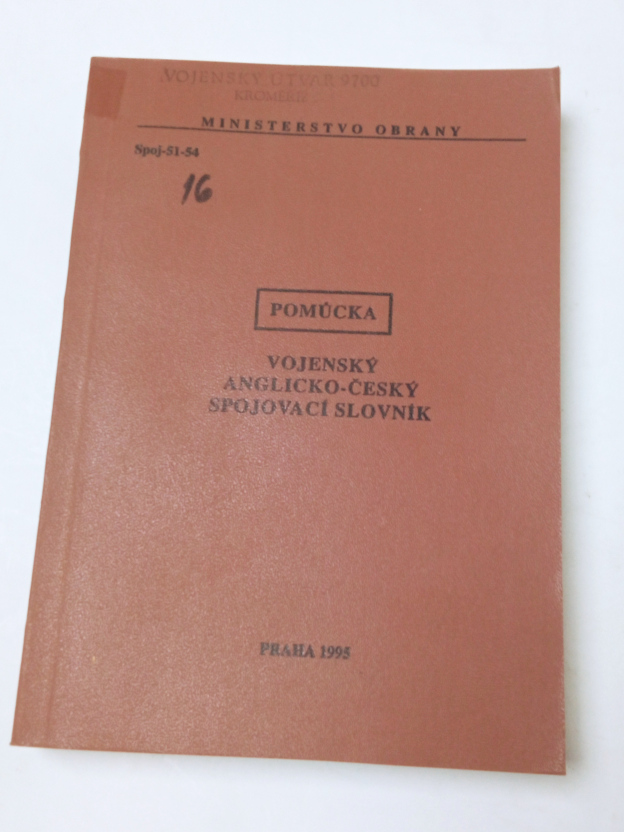 VOJENSKÝ ÚTVAR 9700
KROMĚŘÍŽ
MINISTERSTVO OBRANY
Spoj-51-54
16
POMŮCKA
VOJENSKÝ
ANGLICKO-ČESKÝ
SPOJOVACÍ SLOVNÍK
PRAHA 1995